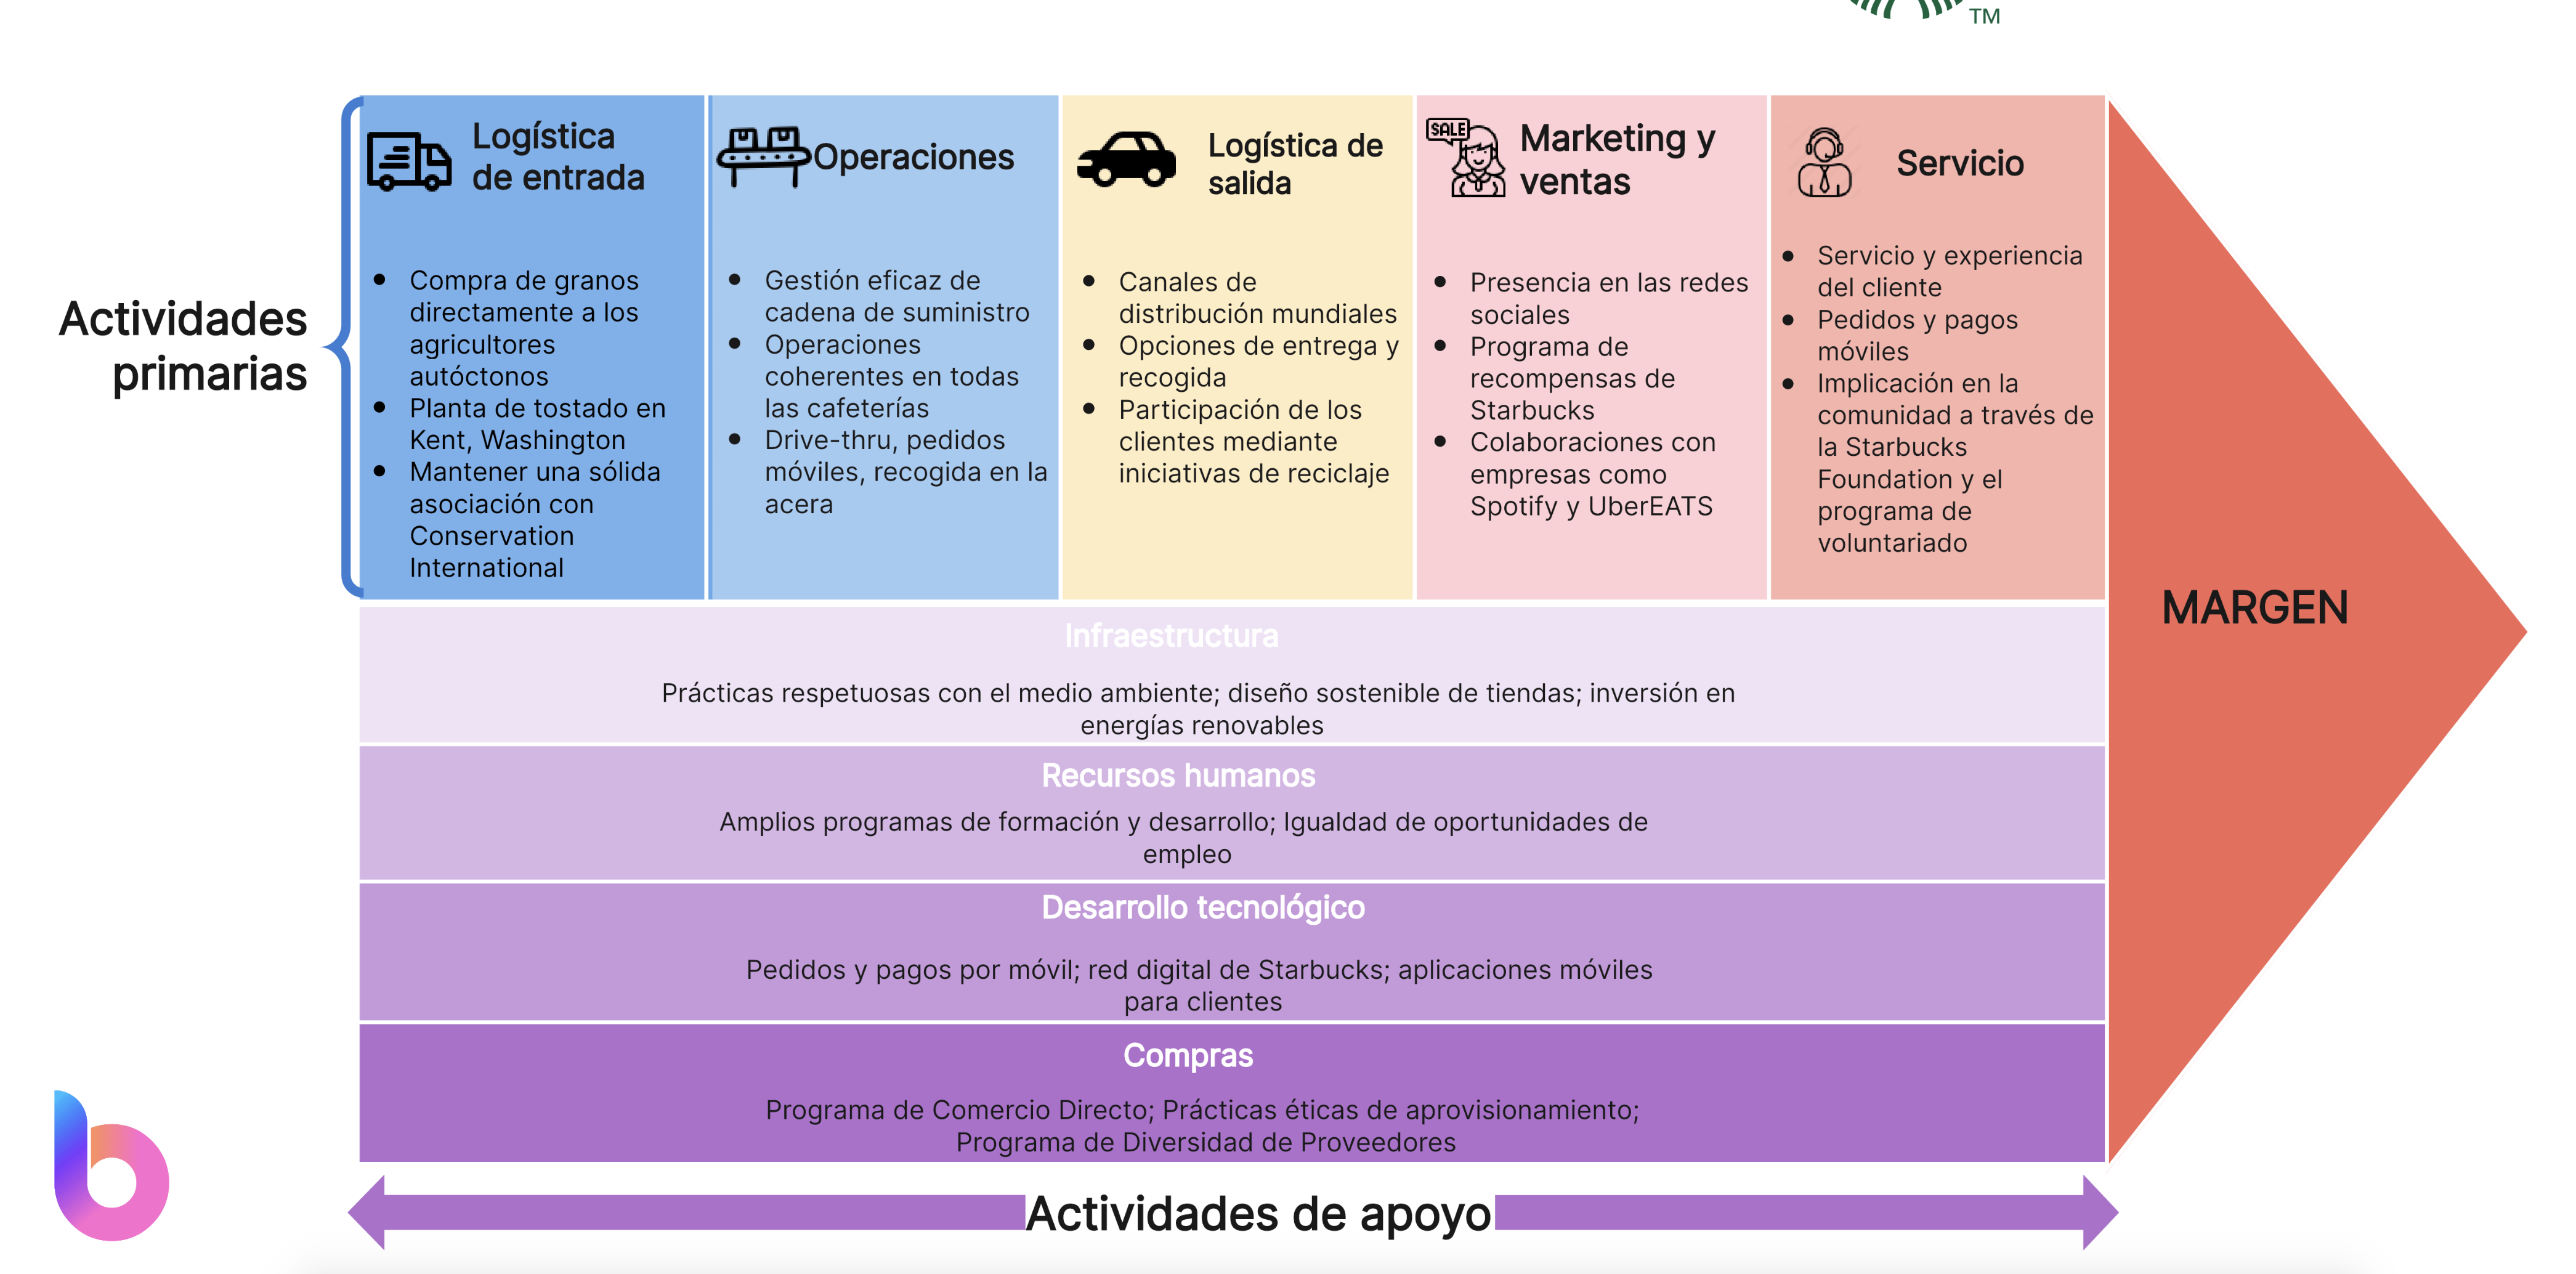 TM
Actividades
primarias
Logística
de entrada
Compra de granos
directamente a los
agricultores
autóctonos
Planta de tostado en
Kent, Washington
Mantener una sólida
asociación con
Conservation
International
Operaciones
Gestión eficaz de
cadena de suministro
Operaciones
coherentes en todas
las cafeterías
Drive-thru, pedidos
móviles, recogida en la
acera
Logística de
salida
Canales de
distribución mundiales
Opciones de entrega y
recogida
Participación de los
clientes mediante
iniciativas de reciclaje
SALE
Marketing y
ventas
Presencia en las redes
sociales
Programa de
recompensas de
Starbucks
Colaboraciones con
empresas como
Spotify y UberEATS
Servicio
Servicio y experiencia
del cliente
Pedidos y pagos
móviles
Implicación en la
comunidad a través de
la Starbucks
Foundation y el
programa de
voluntariado
MARGEN
Infraestructura
Prácticas respetuosas con el medio ambiente; diseño sostenible de tiendas; inversión en
energías renovables
Recursos humanos
Amplios programas de formación y desarrollo; Igualdad de oportunidades de
empleo
Desarrollo tecnológico
Pedidos y pagos por móvil; red digital de Starbucks; aplicaciones móviles
para clientes
Compras
Programa de Comercio Directo; Prácticas éticas de aprovisionamiento;
Programa de Diversidad de Proveedores
Actividades de apoyo
b